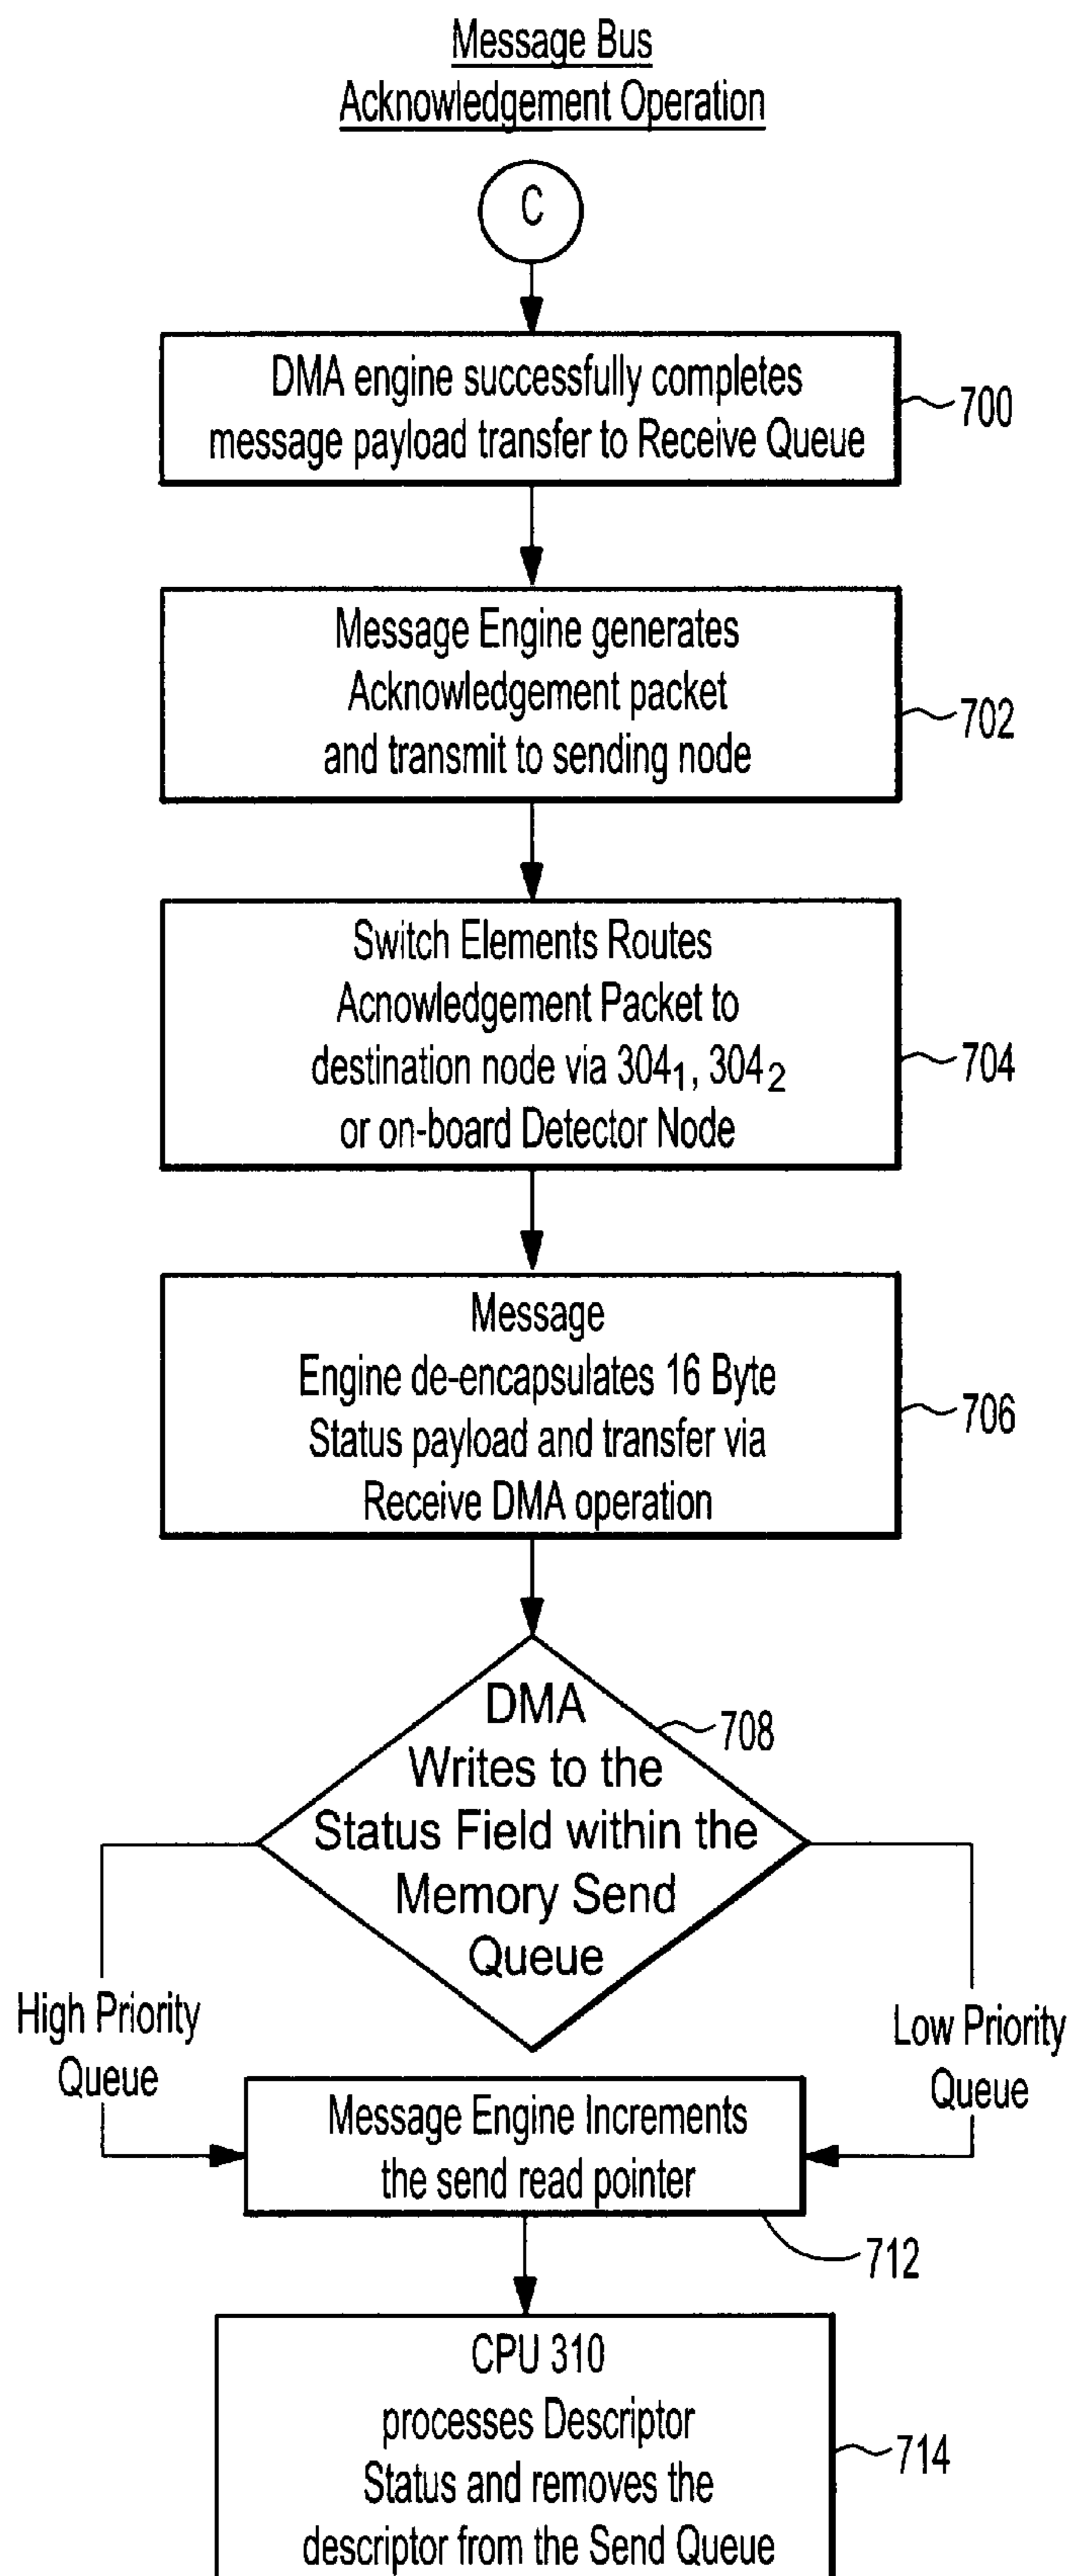 Message Bus
Acknowledgement Operation
C
DMA engine successfully completes
message payload transfer to Receive Queue
700
Message Engine generates
Acknowledgement packet
and transmit to sending node
702
Switch Elements Routes
Acnowledgement Packet to
destination node via 304₁, 304₂
or on-board Detector Node
704
Message
Engine de-encapsulates 16 Byte
Status payload and transfer via
Receive DMA operation
706
DMA
Writes to the
Status Field within the
Memory Send
Queue
708
High Priority
Queue
Low Priority
Queue
Message Engine Increments
the send read pointer
712
CPU 310
processes Descriptor
Status and removes the
descriptor from the Send Queue
714